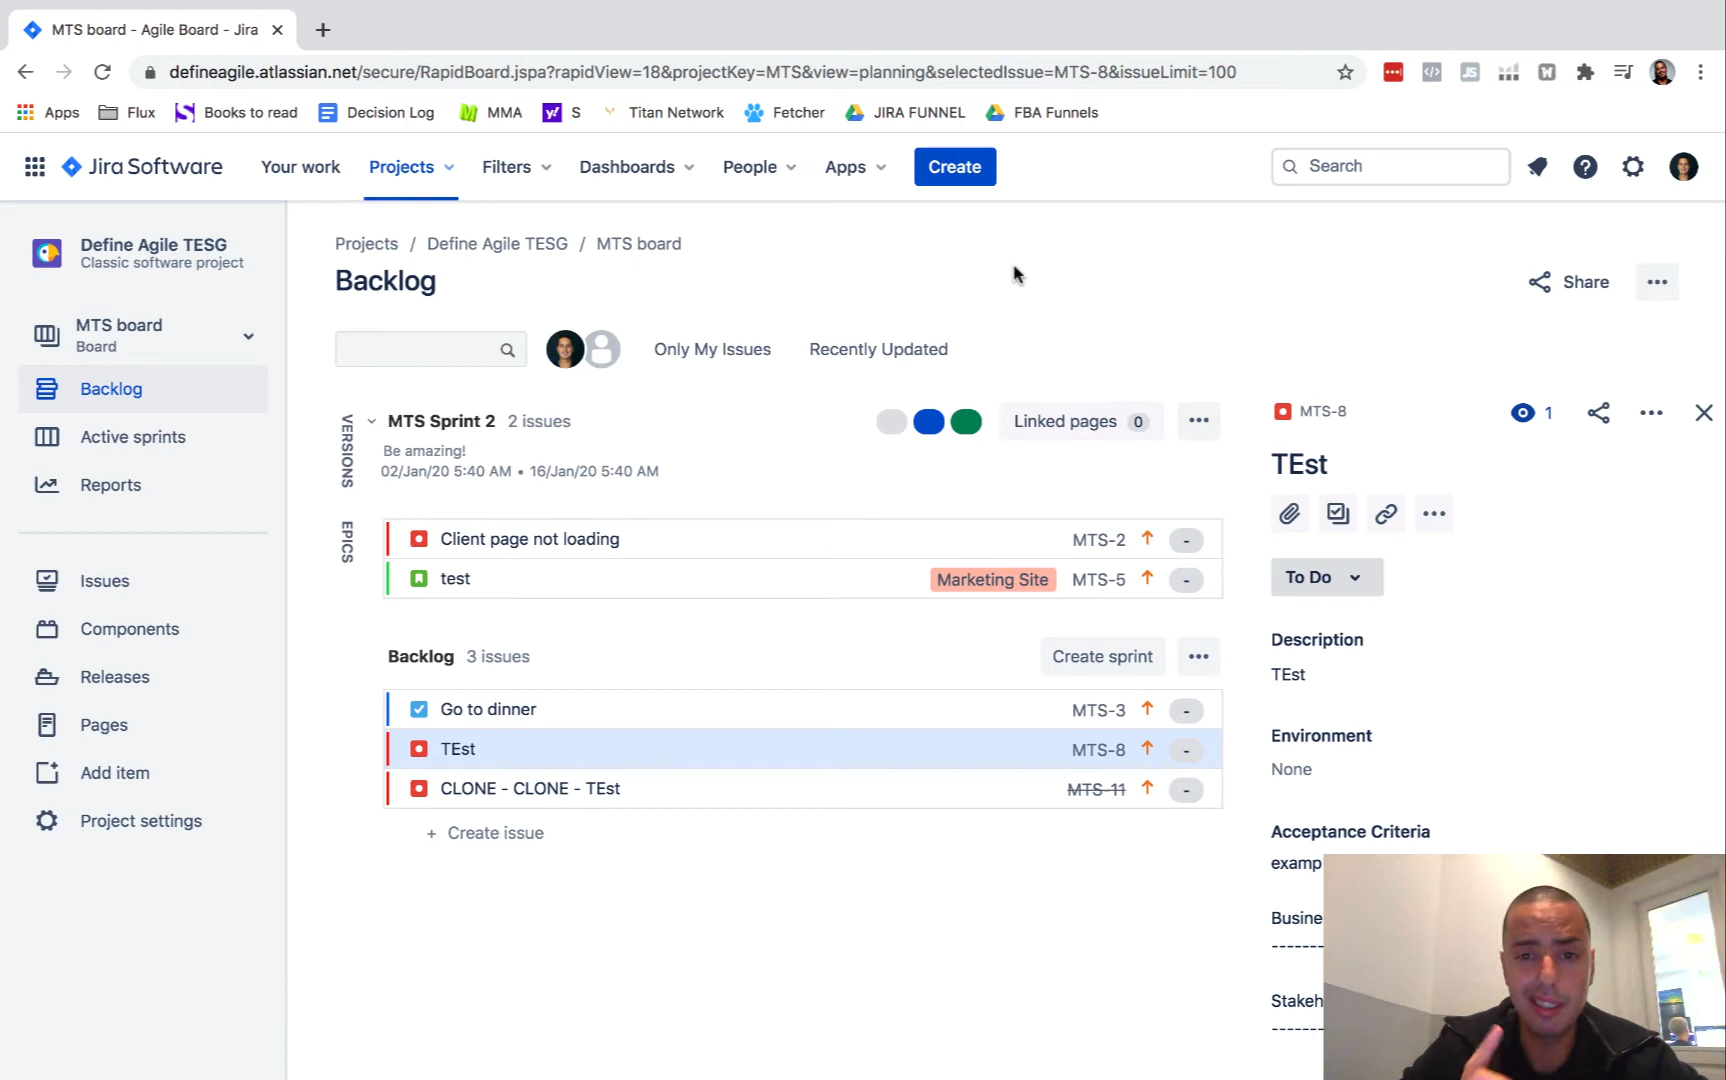 MTS board - Agile Board - Jira
defineagile.atlassian.net/secure/RapidBoard.jspa?rapidView=18&projectKey=MTS&view=planning&selectedIssue=MTS-8&issueLimit=100
Apps Flux Books to read Decision Log MMA S Titan Network Fetcher JIRA FUNNEL FBA Funnels
Jira Software Your work Projects Filters Dashboards People Apps Create Search
Define Agile TESG
Classic software project
MTS board
Board
Backlog
Active sprints
Reports
Issues
Components
Releases
Pages
Add item
Project settings
Projects / Define Agile TESG / MTS board
Backlog
Share
Only My Issues Recently Updated
VERSIONS
EPICS
MTS Sprint 2 2 issues Linked pages 0
Be amazing!
02/Jan/20 5:40 AM • 16/Jan/20 5:40 AM
Client page not loading MTS-2 -
test Marketing Site MTS-5 -
Backlog 3 issues Create sprint
Go to dinner MTS-3 -
TEst MTS-8 -
CLONE - CLONE - TEst MTS-11 -
+ Create issue
MTS-8 1
TEst
To Do
Description
TEst
Environment
None
Acceptance Criteria
examp
Busine
-------
Stakeh
-------